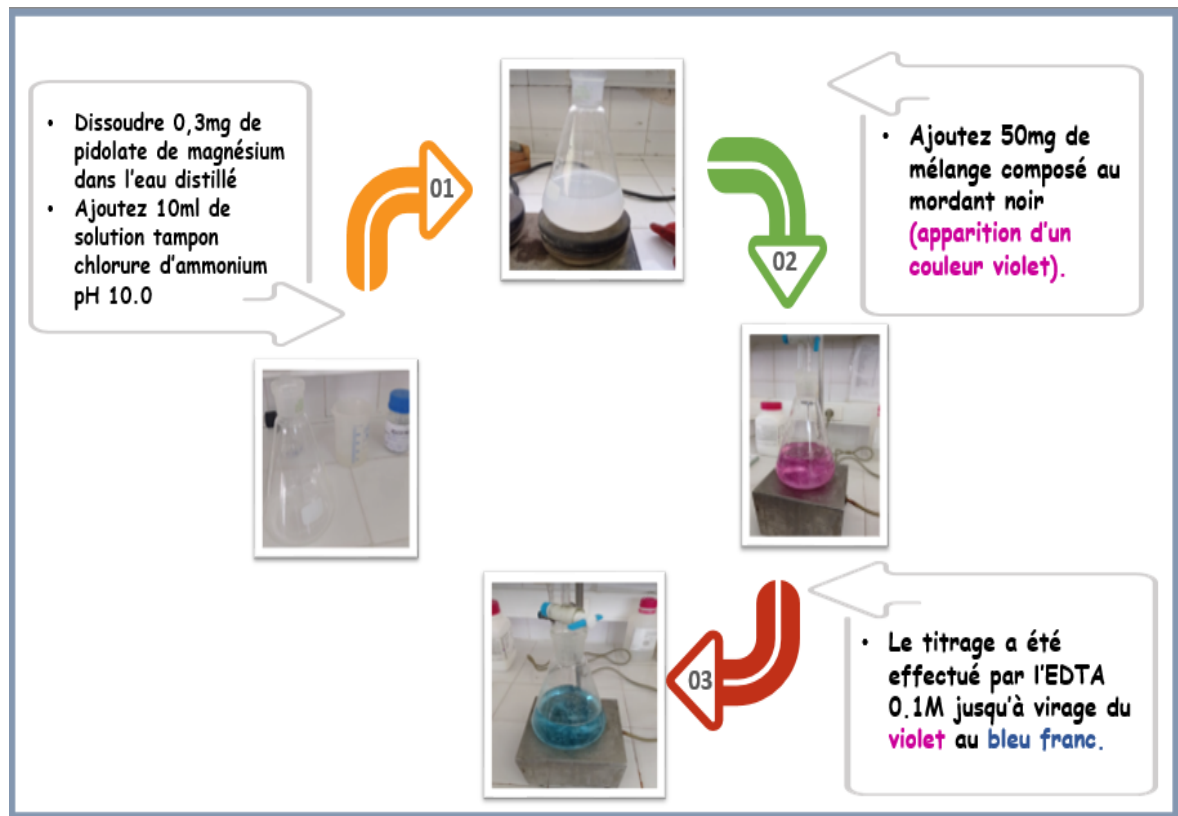 • Dissoudre 0,3mg de
pidolate de magnésium
dans l'eau distillé
• Ajoutez 10ml de
solution tampon
chlorure d'ammonium
pH 10.0
01
• Ajoutez 50mg de
mélange composé au
mordant noir
(apparition d'un
couleur violet).
02
• Le titrage a été
effectué par l'EDTA
0.1M jusqu'à virage du
violet au bleu franc.
03